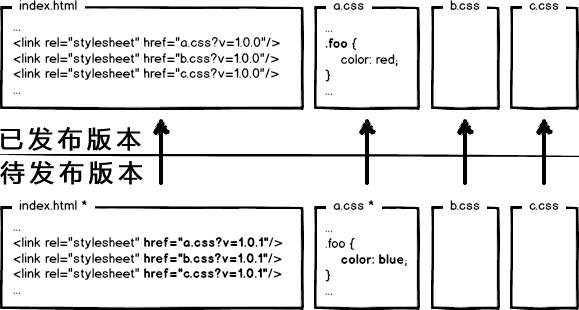 index.html
...
<link rel="stylesheet" href="a.css?v=1.0.0"/>
<link rel="stylesheet" href="b.css?v=1.0.0"/>
<link rel="stylesheet" href="c.css?v=1.0.0"/>
...
a.css
...
.foo {
color: red;
}
...
b.css
c.css
已发布版本
待发布版本
index.html *
...
<link rel="stylesheet" href="a.css?v=1.0.1"/>
<link rel="stylesheet" href="b.css?v=1.0.1"/>
<link rel="stylesheet" href="c.css?v=1.0.1"/>
...
a.css *
...
.foo {
color: blue;
}
...
b.css
c.css